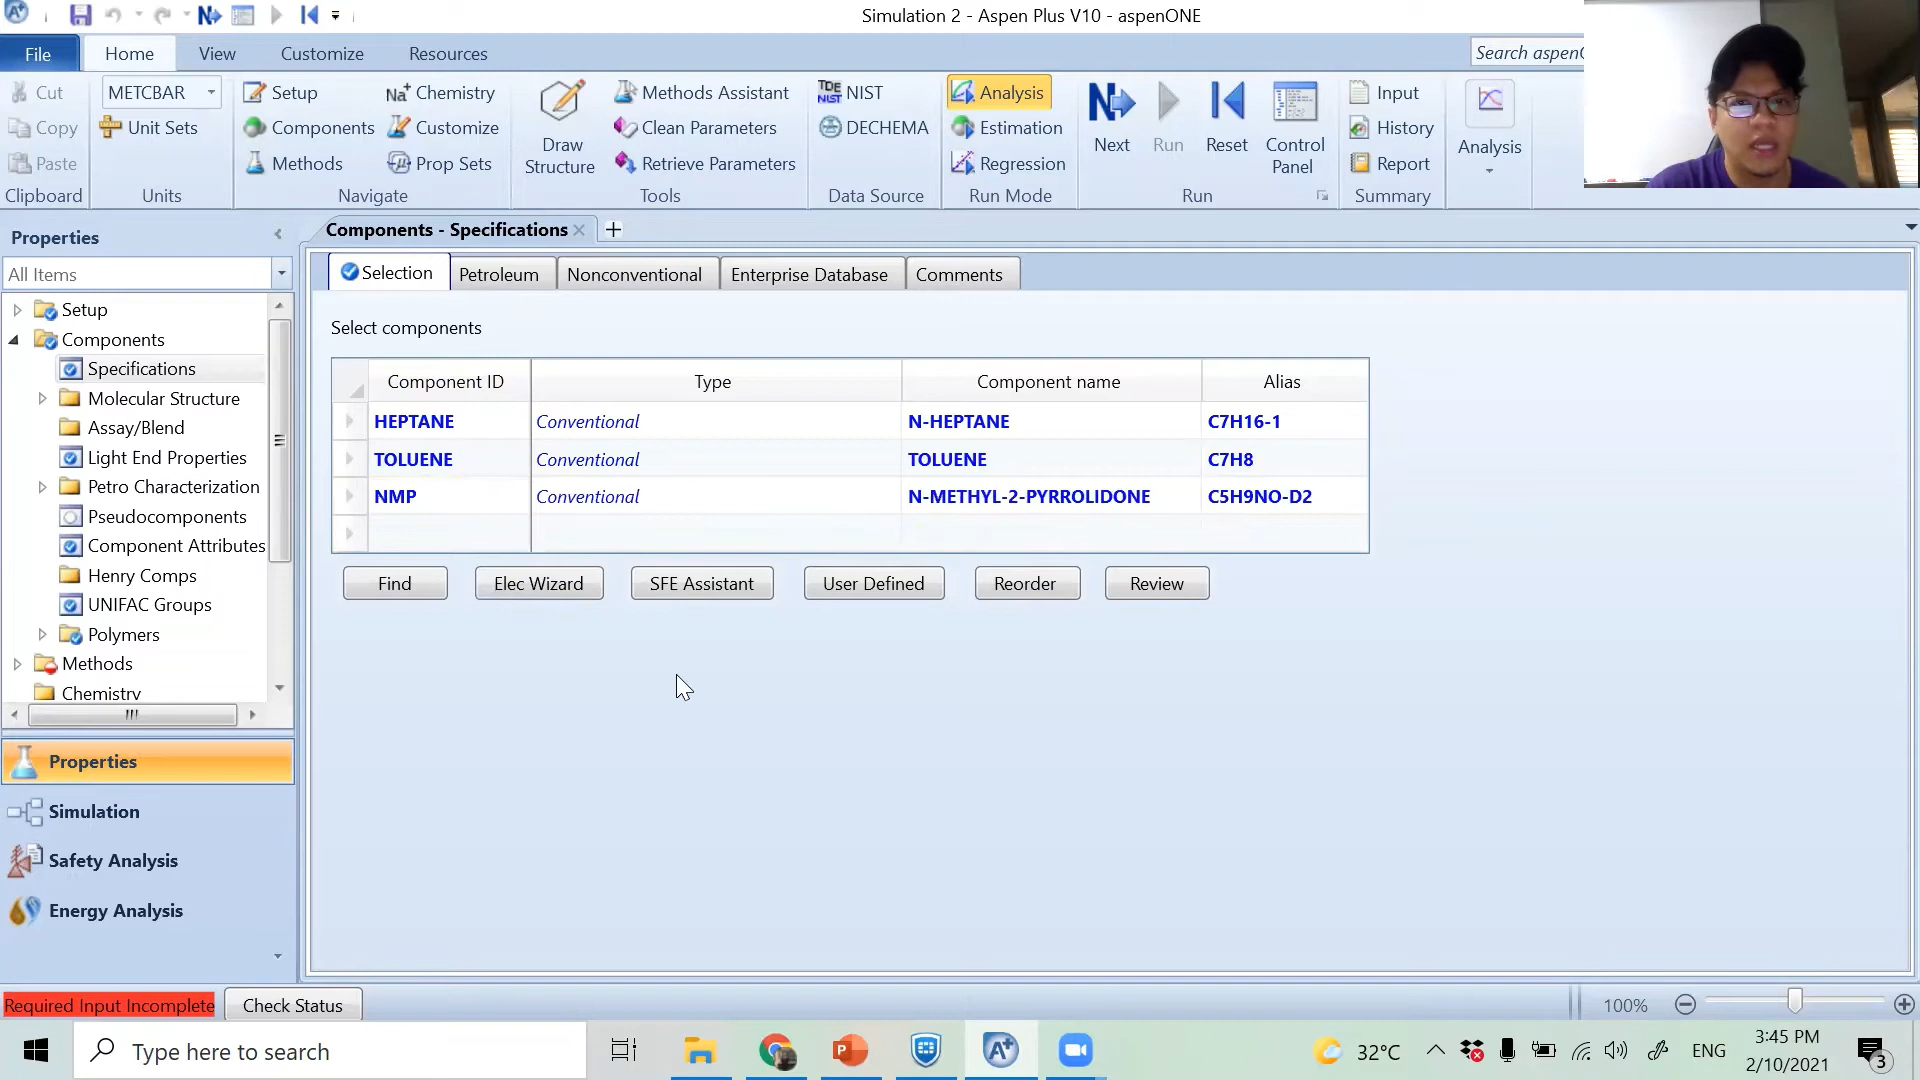 Simulation 2 - Aspen Plus V10 - aspenONE
File
Home
View
Customize
Resources
Search aspenO
Cut
Copy
Paste
Clipboard
METCBAR
Unit Sets
Units
Setup
Components
Methods
Na+ Chemistry
Customize
Prop Sets
Navigate
Draw
Structure
Methods Assistant
Clean Parameters
Retrieve Parameters
Tools
TDE
NIST NIST
DECHEMA
Data Source
Analysis
Estimation
Regression
Run Mode
N
Next
Run
Reset
Control
Panel
Run
Input
History
Report
Summary
Analysis
Properties
All Items
Setup
Components
Specifications
Molecular Structure
Assay/Blend
Light End Properties
Petro Characterization
Pseudocomponents
Component Attributes
Henry Comps
UNIFAC Groups
Polymers
Methods
Chemistry
Properties
Simulation
Safety Analysis
Energy Analysis
Components - Specifications
Selection
Petroleum
Nonconventional
Enterprise Database
Comments
Select components
Component ID Type Component name Alias
HEPTANE Conventional N-HEPTANE C7H16-1
TOLUENE Conventional TOLUENE C7H8
NMP Conventional N-METHYL-2-PYRROLIDONE C5H9NO-D2
Find
Elec Wizard
SFE Assistant
User Defined
Reorder
Review
Required Input Incomplete
Check Status
100%
Type here to search
32°C
ENG
3:45 PM
2/10/2021
3